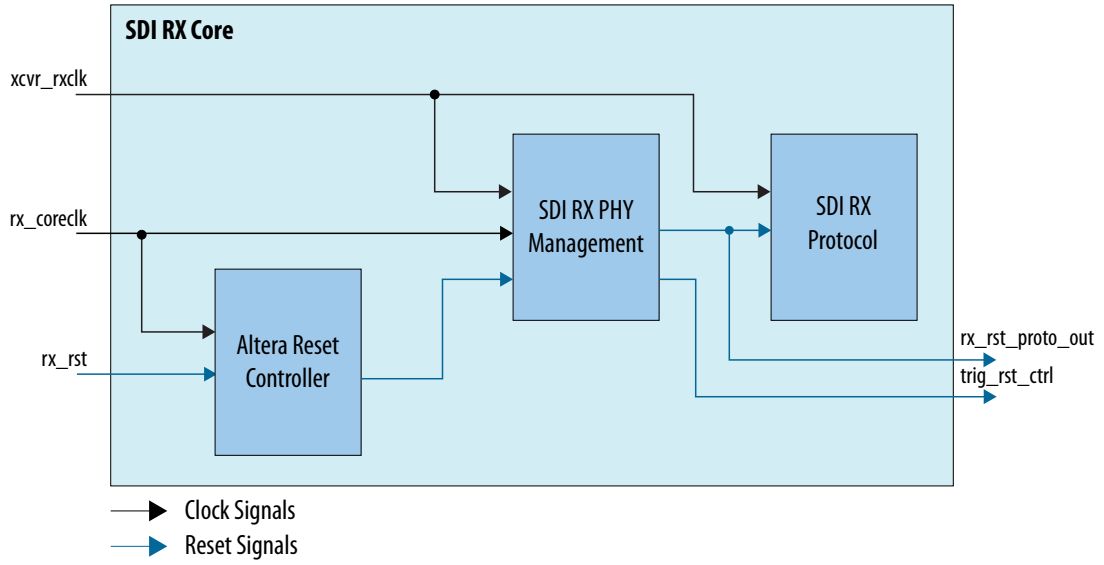 SDI RX Core
xcvr_rxclk
rx_coreclk
SDI RX PHY
Management
SDI RX
Protocol
rx_rst
Altera Reset
Controller
rx_rst_proto_out
trig_rst_ctrl
Clock Signals
Reset Signals